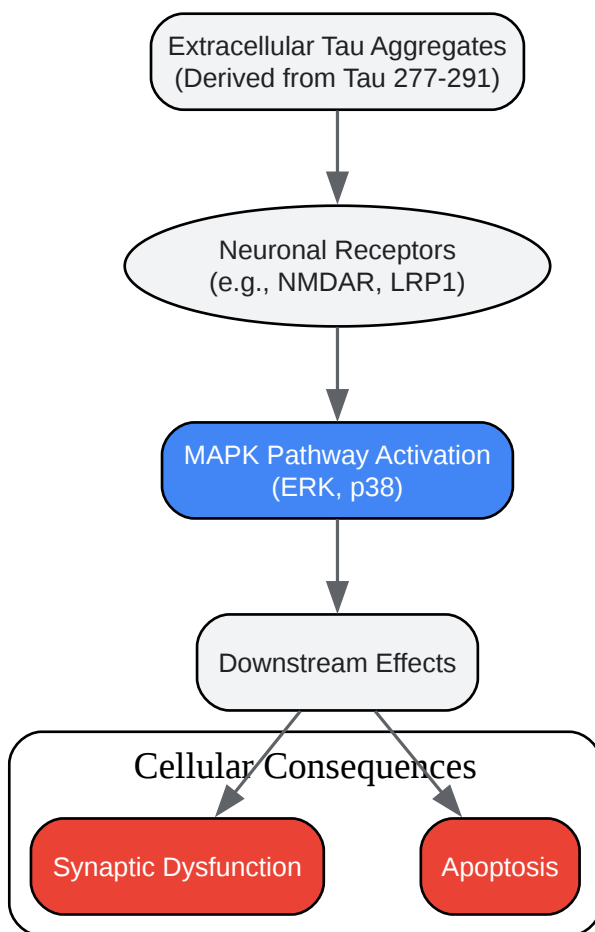 Extracellular Tau Aggregates
(Derived from Tau 277-291)
Neuronal Receptors
(e.g., NMDAR, LRP1)
MAPK Pathway Activation
(ERK, p38)
Downstream Effects
Cellular Consequences
Synaptic Dysfunction
Apoptosis